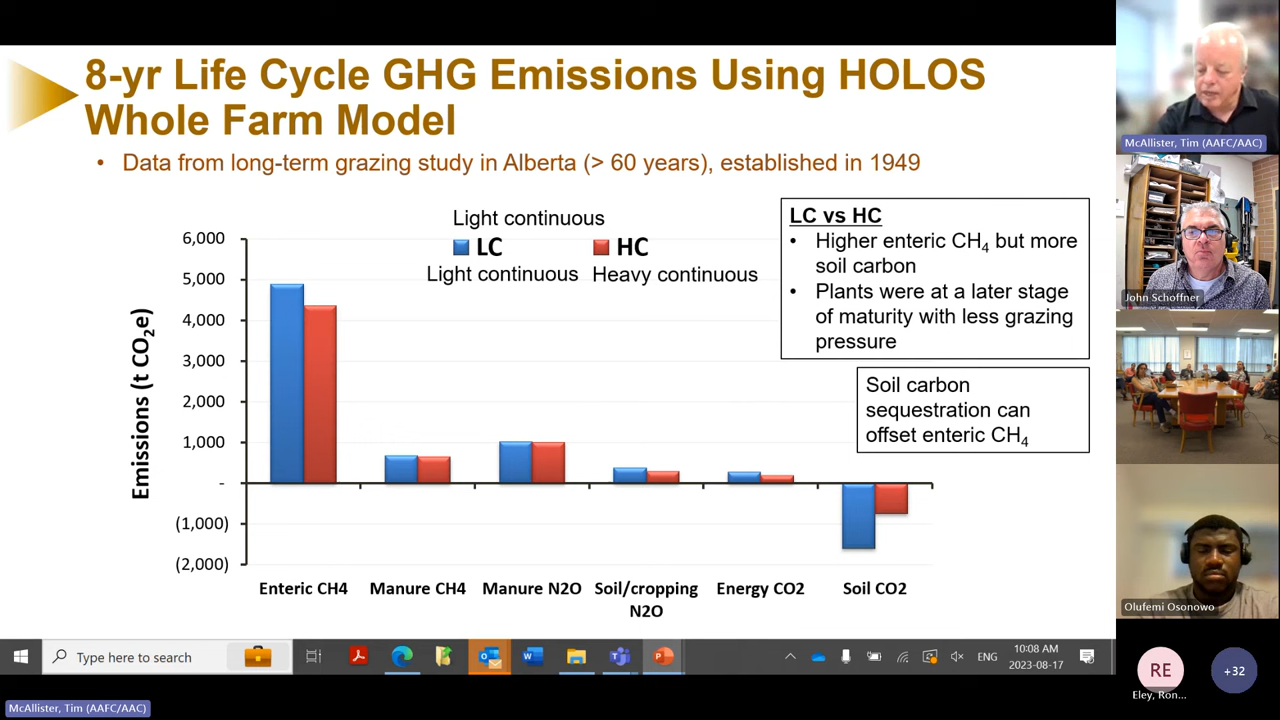 8-yr Life Cycle GHG Emissions Using HOLOS
Whole Farm Model
• Data from long-term grazing study in Alberta (> 60 years), established in 1949
Light continuous
LC
HC
Light continuous
Heavy continuous
LC vs HC
• Higher enteric CH4 but more
soil carbon
• Plants were at a later stage
of maturity with less grazing
pressure
Soil carbon
sequestration can
offset enteric CH4
Emissions (t CO2e)
6,000
5,000
4,000
3,000
2,000
1,000
-
(1,000)
(2,000)
Enteric CH4
Manure CH4
Manure N2O
Soil/cropping
N2O
Energy CO2
Soil CO2
McAllister, Tim (AAFC/AAC)
John Schoffner
Olufemi Osonowo
RE
Eley, Ron...
+32
Type here to search
ENG
10:08 AM
2023-08-17
McAllister, Tim (AAFC/AAC)